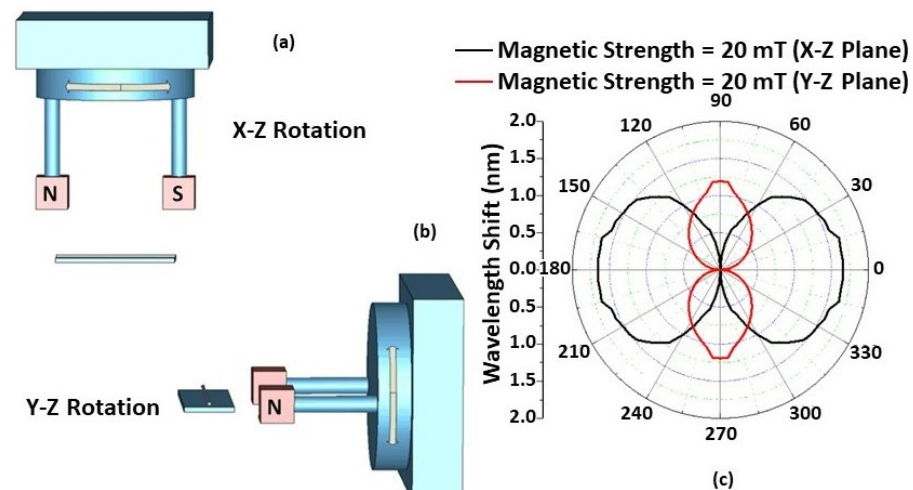 (a)
X-Z Rotation
N
S
(b)
Y-Z Rotation
N
Magnetic Strength = 20 mT (X-Z Plane)
Magnetic Strength = 20 mT (Y-Z Plane)
Wavelength Shift (nm)
2.0
1.5
1.0
0.5
0.0
0.5
1.0
1.5
2.0
90
120
60
150
30
180
0
210
330
240
300
270
(c)